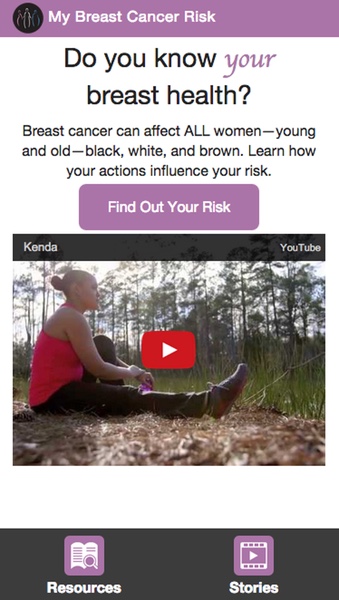 My Breast Cancer Risk
Do you know your
breast health?
Breast cancer can affect ALL women—young
and old—black, white, and brown. Learn how
your actions influence your risk.
Find Out Your Risk
Kenda
YouTube
Resources
Stories